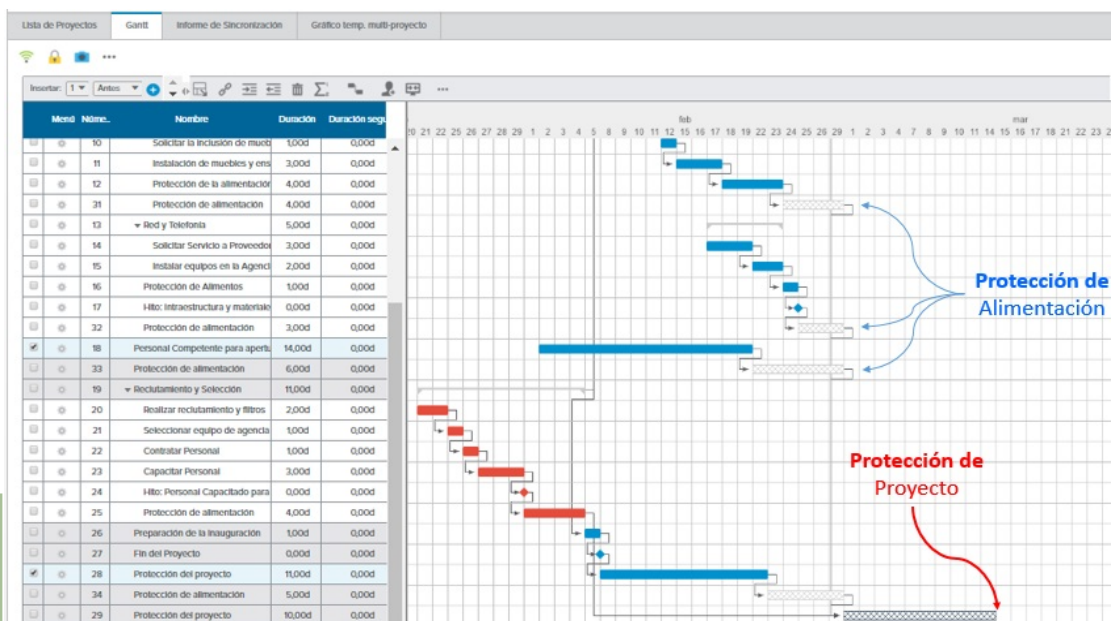 Lista de Proyectos Gantt Informe de Sincronización Gráfico temp. multi-proyecto
Insertar: 1 Antes
Menú Núme.. Nombre Duración Duración segu
feb mar
20 21 22 25 26 27 28 29 1 2 3 4 5 8 9 10 11 12 15 16 17 18 19 22 23 24 25 26 29 1 2 3 4 7 8 9 10 11 14 15 16 17 18 21 22 23 2
10 Solicitar la inclusión de mueb 1,00d 0,00d
11 Instalación de muebles y ens 3,00d 0,00d
12 Protección de la alimentación 4,00d 0,00d
31 Protección de alimentación 4,00d 0,00d
13 Red y Telefonía 5,00d 0,00d
14 Solicitar Servicio a Proveedor 3,00d 0,00d
15 Instalar equipos en la Agenci 2,00d 0,00d
16 Protección de Alimentos 1,00d 0,00d
17 Hito: Intraestructura y materiale 0,00d 0,00d
32 Protección de alimentación 3,00d 0,00d
18 Personal Competente para apertu 14,00d 0,00d
33 Protección de alimentación 6,00d 0,00d
19 Reclutamiento y Selección 11,00d 0,00d
20 Realizar reclutamiento y filtros 2,00d 0,00d
21 Seleccionar equipo de agencia 1,00d 0,00d
22 Contratar Personal 1,00d 0,00d
23 Capacitar Personal 3,00d 0,00d
24 Hito: Personal Capacitado para 0,00d 0,00d
25 Protección de alimentación 4,00d 0,00d
26 Preparación de la Inauguración 1,00d 0,00d
27 Fin del Proyecto 0,00d 0,00d
28 Protección del proyecto 11,00d 0,00d
34 Protección de alimentación 5,00d 0,00d
29 Protección del proyecto 10,00d 0,00d
Protección de
Alimentación
Protección de
Proyecto